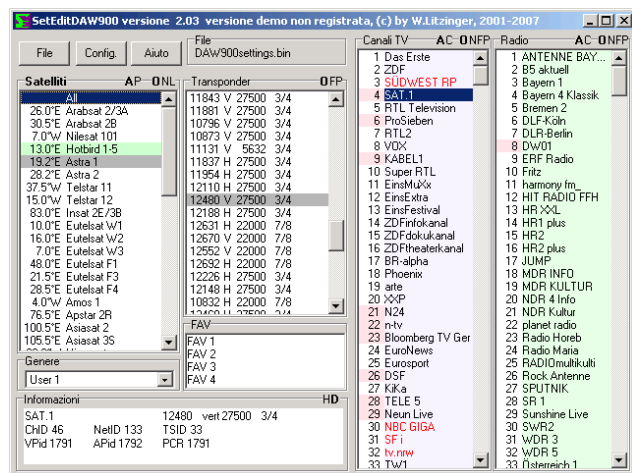 SetEditDAW900 versione 2.03 versione demo non registrata, (c) by W.Litzinger, 2001-2007
File
Config.
Aiuto
File
DAW900settings.bin
Satelliti AP ONL
All
26.0°E Arabsat 2/3A
30.5°E Arabsat 2B
7.0°W Nilesat 101
13.0°E Hotbird 1-5
19.2°E Astra 1
28.2°E Astra 2
37.5°W Telstar 11
15.0°W Telstar 12
83.0°E Insat 2E/3B
10.0°E Eutelsat W1
16.0°E Eutelsat W2
7.0°E Eutelsat W3
48.0°E Eutelsat F1
21.5°E Eutelsat F3
28.5°E Eutelsat F4
4.0°W Amos 1
76.5°E Apstar 2R
100.5°E Asiasat 2
105.5°E Asiasat 3S
Genere
User 1
Transponder OFP
11843 V 27500 3/4
11881 V 27500 3/4
10796 V 27500 3/4
10873 V 27500 3/4
11131 V 5632 3/4
11837 H 27500 3/4
11954 H 27500 3/4
12110 H 27500 3/4
12480 V 27500 3/4
12188 H 27500 3/4
12631 H 22000 7/8
12670 V 22000 7/8
12552 V 22000 7/8
12692 H 22000 7/8
12226 H 27500 3/4
12148 H 27500 3/4
10832 H 22000 7/8
12460 H 27500 3/4
FAV
FAV 1
FAV 2
FAV 3
FAV 4
Informazioni HD
SAT.1 12480 vert 27500 3/4
ChID 46 NetID 133 TSID 33
VPid 1791 APid 1792 PCR 1791
Canali TV AC ONFP
1 Das Erste
2 ZDF
3 SÜDWEST RP
4 SAT.1
5 RTL Television
6 ProSieben
7 RTL2
8 VOX
9 KABEL1
10 Super RTL
11 EinsMuXx
12 EinsExtra
13 EinsFestival
14 ZDFinfokanal
15 ZDFdokukanal
16 ZDFtheaterkanal
17 BR-alpha
18 Phoenix
19 arte
20 XXP
21 N24
22 n-tv
23 Bloomberg TV Ger
24 EuroNews
25 Eurosport
26 DSF
27 KiKa
28 TELE 5
29 Neun Live
30 NBC GIGA
31 SF i
32 tv.nrw
33 TW1
Radio AC ONFP
1 ANTENNE BAY...
2 B5 aktuell
3 Bayern 1
4 Bayern 4 Klassik
5 Bremen 2
6 DLF-Köln
7 DLR-Berlin
8 DW01
9 ERF Radio
10 Fritz
11 harmony fm_
12 HIT RADIO FFH
13 HR XXL
14 HR1 plus
15 HR2
16 HR2 plus
17 JUMP
18 MDR INFO
19 MDR KULTUR
20 NDR 4 Info
21 NDR Kultur
22 planet radio
23 Radio Horeb
24 Radio Maria
25 RADIOmultikulti
26 Rock Antenne
27 SPUTNIK
28 SR 1
29 Sunshine Live
30 SWR2
31 WDR 3
32 WDR 5
33 Österreich 1